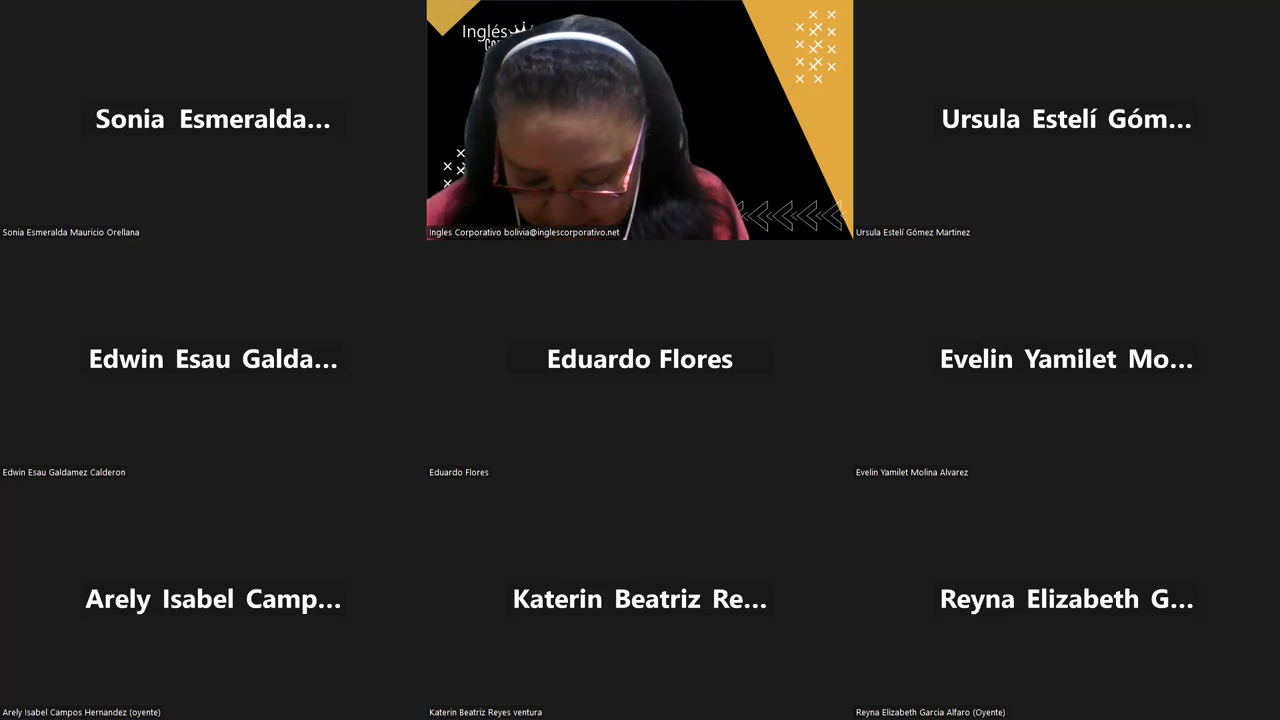 Sonia Esmeralda...
Sonia Esmeralda Mauricio Orellana
Inglés
Ingles Corporativo bolivia@inglescorporativo.net
Ursula Estelí Góm...
Ursula Estelí Gómez Martinez
Edwin Esau Galda...
Edwin Esau Galdamez Calderon
Eduardo Flores
Eduardo Flores
Evelin Yamilet Mo...
Evelin Yamilet Molina Alvarez
Arely Isabel Camp...
Arely Isabel Campos Hernandez (oyente)
Katerin Beatriz Re...
Katerin Beatriz Reyes ventura
Reyna Elizabeth G...
Reyna Elizabeth Garcia Alfaro (Oyente)